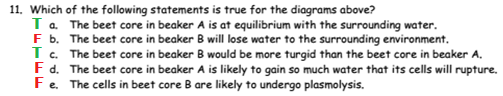 11. Which of the following statements is true for the diagrams above?
T a. The beet core in beaker A is at equilibrium with the surrounding water.
F b. The beet core in beaker B will lose water to the surrounding environment.
T c. The beet core in beaker B would be more turgid than the beet core in beaker A.
F d. The beet core in beaker A is likely to gain so much water that its cells will rupture.
F e. The cells in beet core B are likely to undergo plasmolysis.